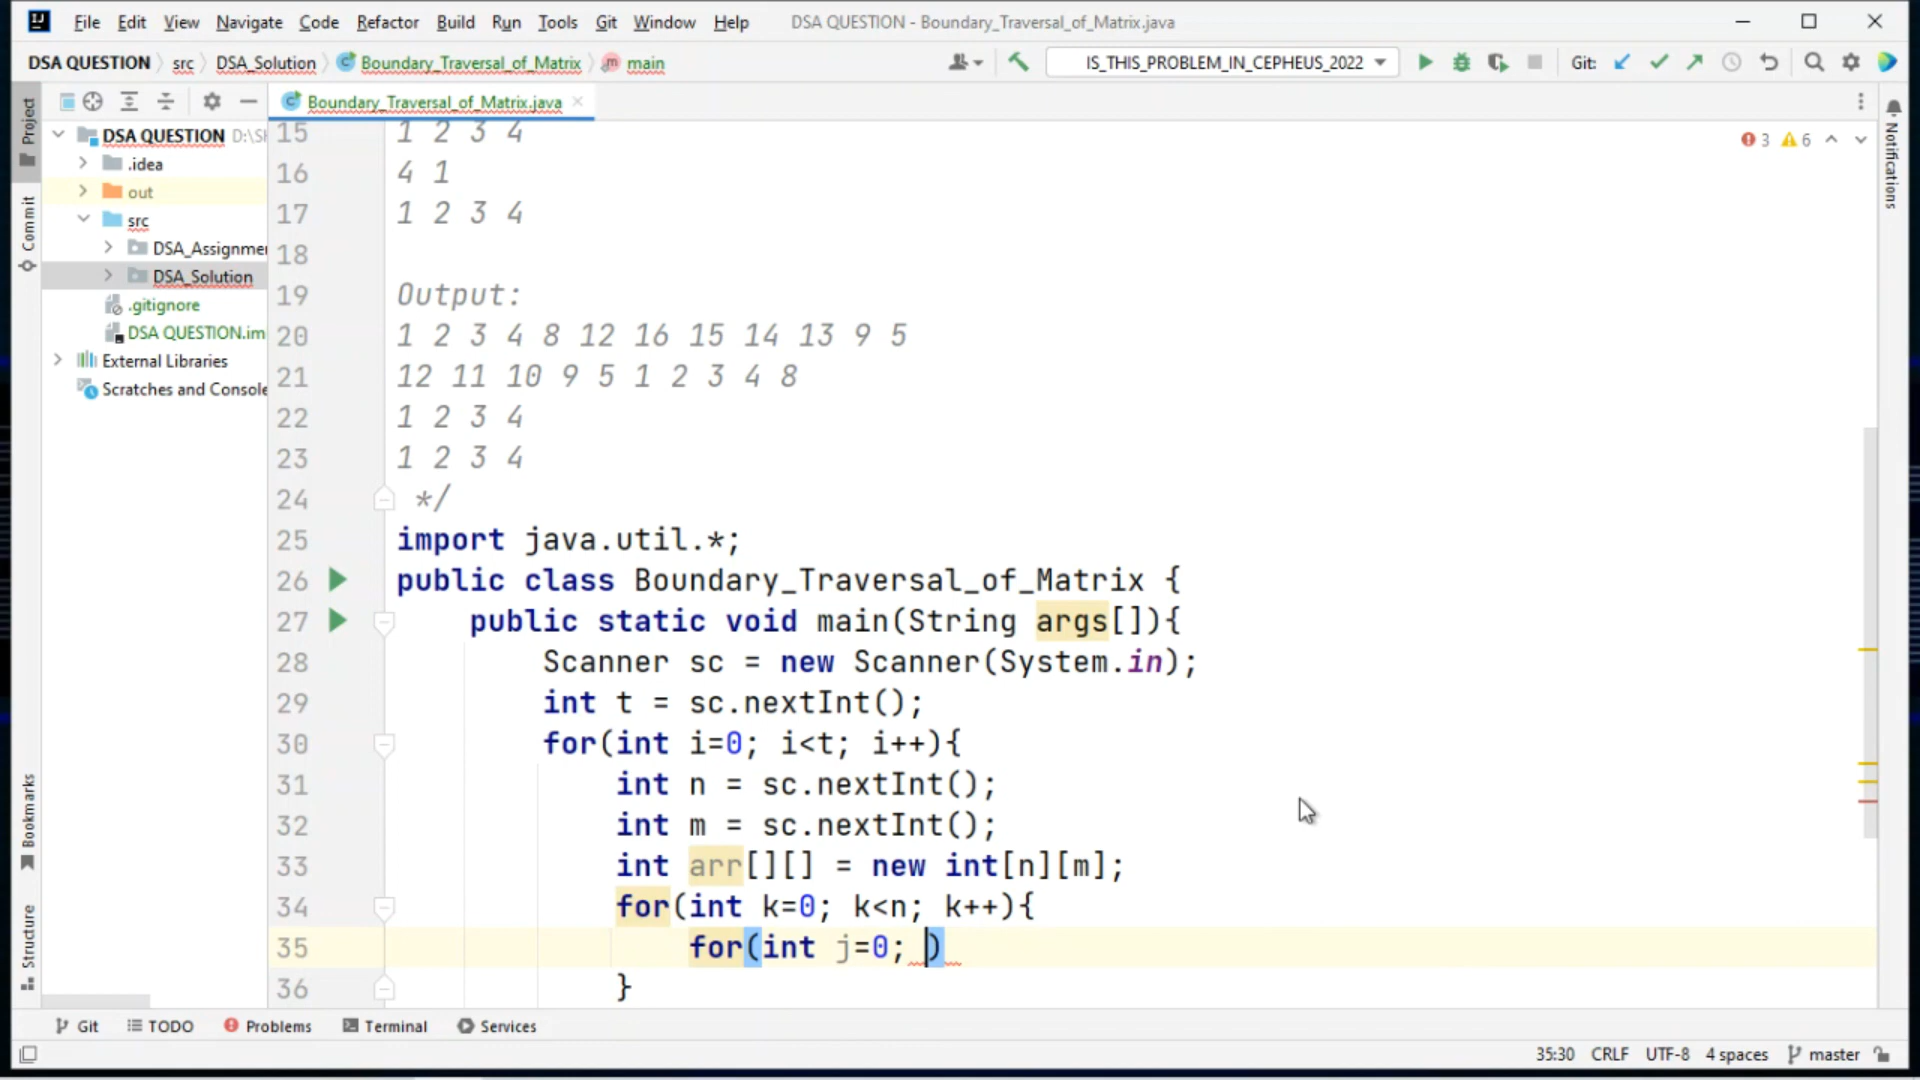 File Edit View Navigate Code Refactor Build Run Tools Git Window Help DSA QUESTION - Boundary_Traversal_of_Matrix.java
DSA QUESTION src DSA_Solution Boundary_Traversal_of_Matrix main IS_THIS_PROBLEM_IN_CEPHEUS_2022 Git:
Boundary_Traversal_of_Matrix.java
Project
Commit
Bookmarks
Structure
DSA QUESTION D:\SI
.idea
out
src
DSA_Assignme
DSA_Solution
.gitignore
DSA QUESTION.im
External Libraries
Scratches and Console
3 6
Notifications
15 1 2 3 4
16 4 1
17 1 2 3 4
18
19 Output:
20 1 2 3 4 8 12 16 15 14 13 9 5
21 12 11 10 9 5 1 2 3 4 8
22 1 2 3 4
23 1 2 3 4
24 */
25 import java.util.*;
26 public class Boundary_Traversal_of_Matrix {
27 public static void main(String args[]){
28 Scanner sc = new Scanner(System.in);
29 int t = sc.nextInt();
30 for(int i=0; i<t; i++){
31 int n = sc.nextInt();
32 int m = sc.nextInt();
33 int arr[][] = new int[n][m];
34 for(int k=0; k<n; k++){
35 for(int j=0; )
36 }
Git TODO Problems Terminal Services
35:30 CRLF UTF-8 4 spaces master